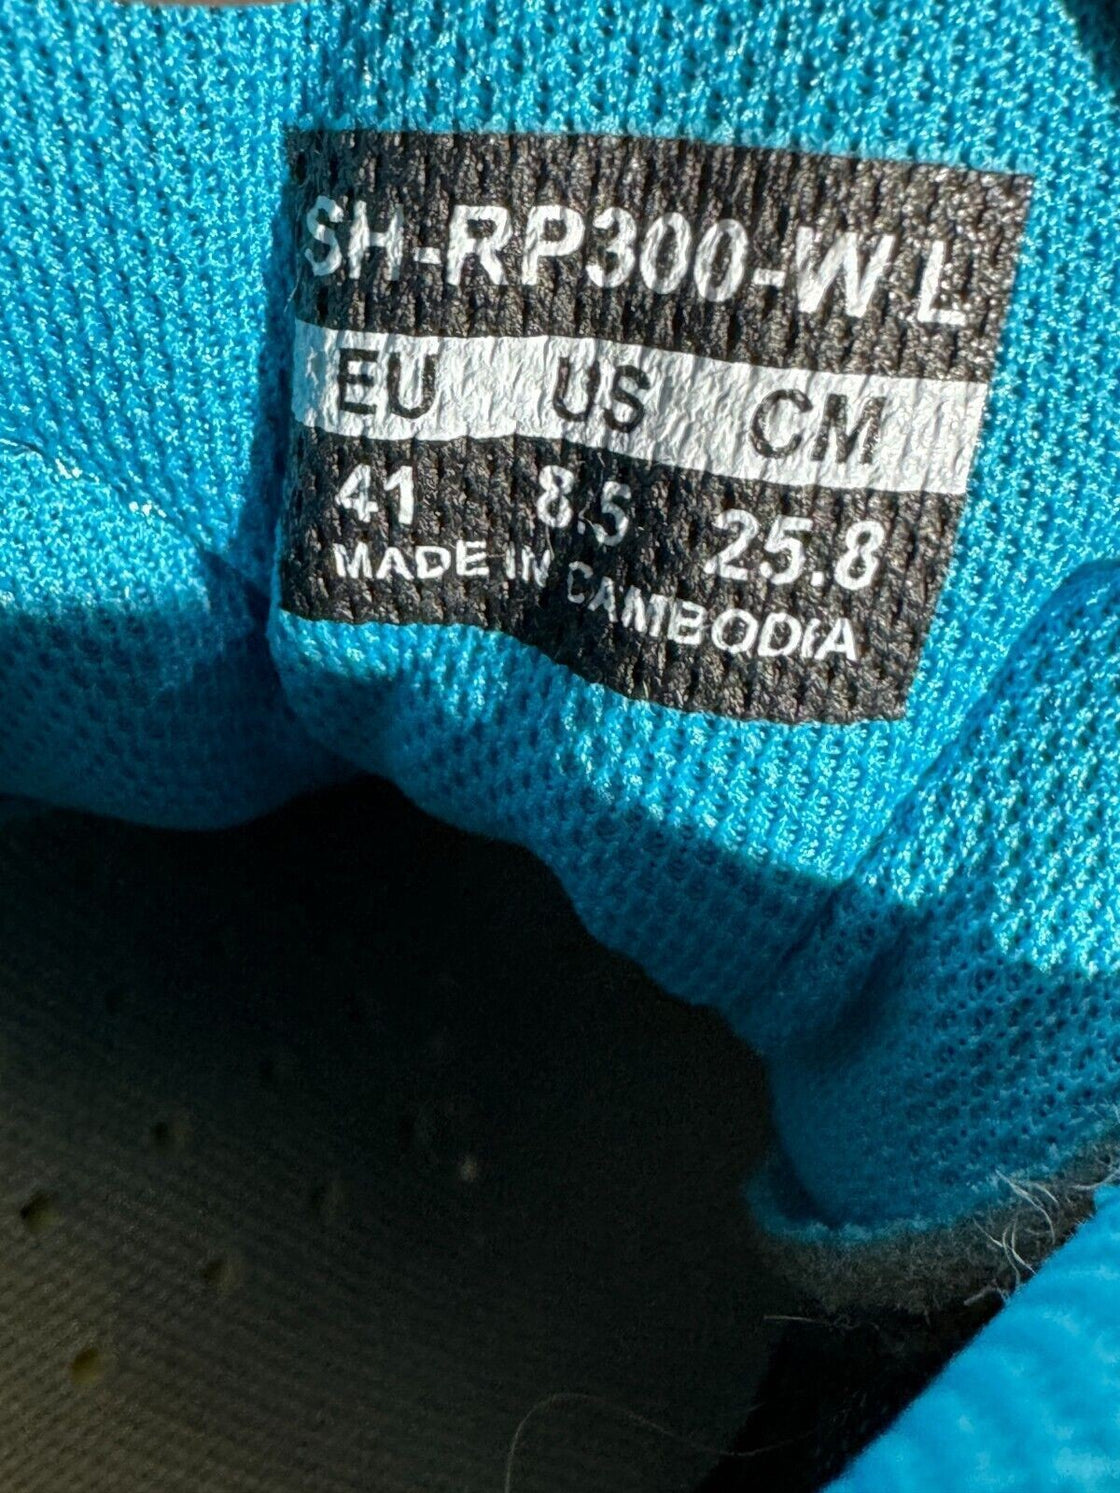 SH-RP300-W L
EU US CM
41 8.5 25.8
MADE IN CAMBODIA